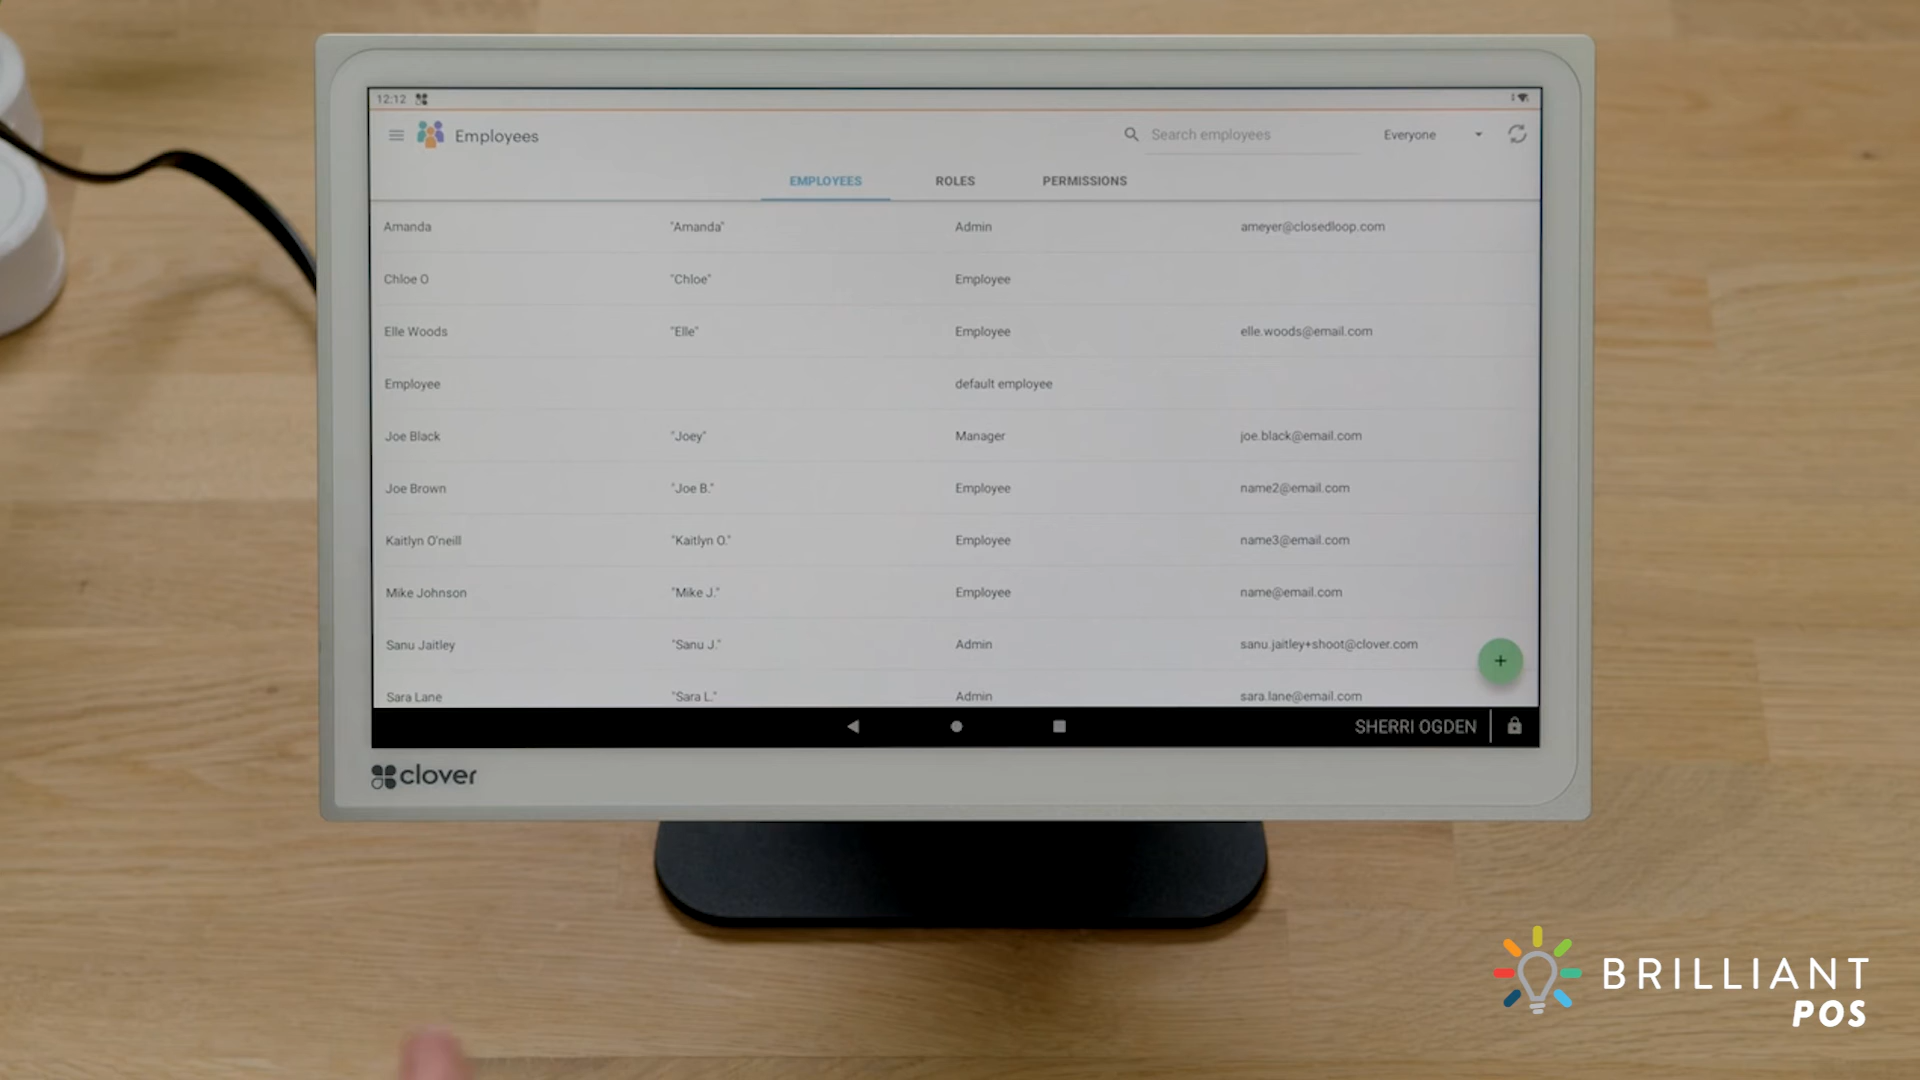 12:12
Employees
Search employees
Everyone
EMPLOYEES ROLES PERMISSIONS
Amanda "Amanda" Admin ameyer@closedloop.com
Chloe O "Chloe" Employee
Elle Woods "Elle" Employee elle.woods@email.com
Employee default employee
Joe Black "Joey" Manager joe.black@email.com
Joe Brown "Joe B." Employee name2@email.com
Kaitlyn O'neill "Kaitlyn O." Employee name3@email.com
Mike Johnson "Mike J." Employee name@email.com
Sanu Jaitley "Sanu J." Admin sanu.jaitley+shoot@clover.com
Sara Lane "Sara L." Admin sara.lane@email.com
SHERRI OGDEN
clover
BRILLIANT
POS